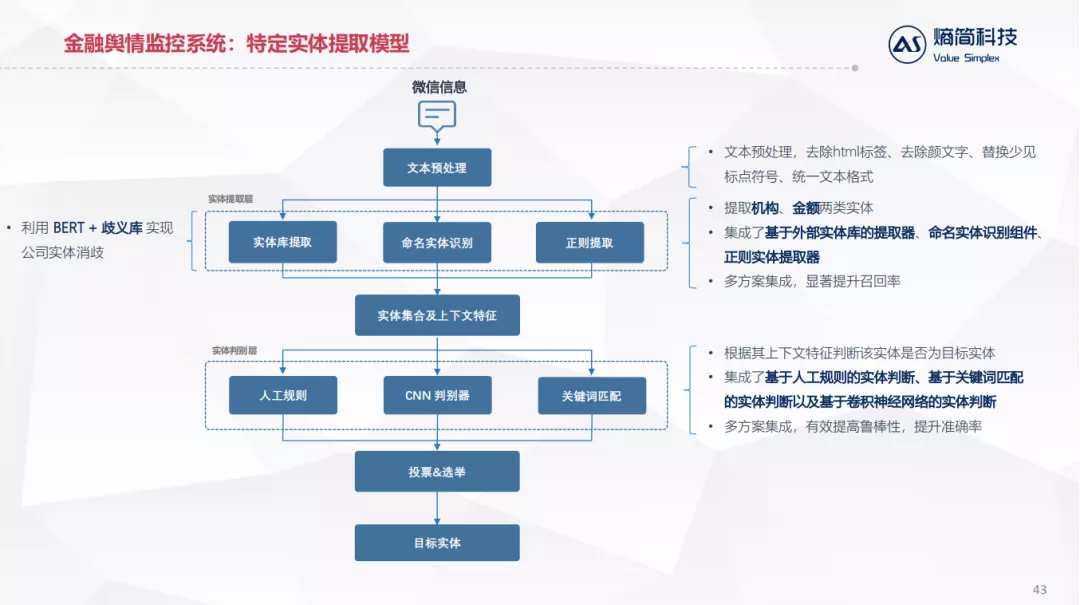 金融舆情监控系统：特定实体提取模型
熵简科技
Value Simplex
微信信息
文本预处理
• 文本预处理，去除html标签、去除颜文字、替换少见
标点符号、统一文本格式
实体提取层
• 利用 BERT + 歧义库 实现
公司实体消歧
实体库提取
命名实体识别
正则提取
• 提取机构、金额两类实体
• 集成了基于外部实体库的提取器、命名实体识别组件、
正则实体提取器
• 多方案集成，显著提升召回率
实体集合及上下文特征
实体判别层
人工规则
CNN 判别器
关键词匹配
• 根据其上下文特征判断该实体是否为目标实体
• 集成了基于人工规则的实体判断、基于关键词匹配
的实体判断以及基于卷积神经网络的实体判断
• 多方案集成，有效提高鲁棒性，提升准确率
投票&选举
目标实体
43